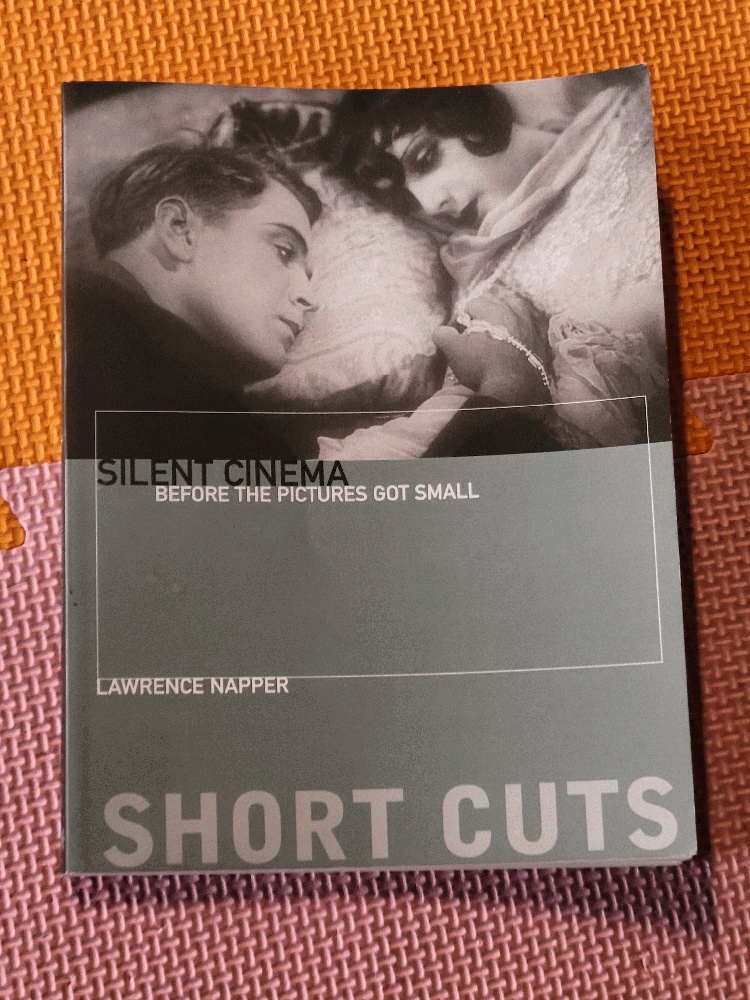 SILENT CINEMA
BEFORE THE PICTURES GOT SMALL
LAWRENCE NAPPER
SHORT CUTS